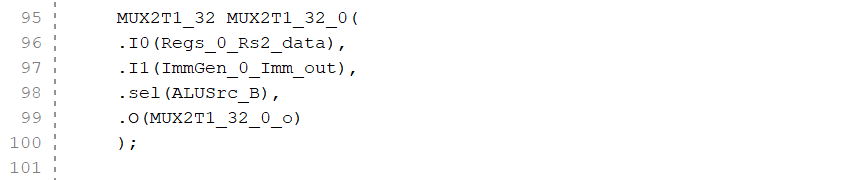 95 MUX2T1_32 MUX2T1_32_0(
96 .I0(Regs_0_Rs2_data),
97 .I1(ImmGen_0_Imm_out),
98 .sel(ALUSrc_B),
99 .O(MUX2T1_32_0_o)
100 );
101